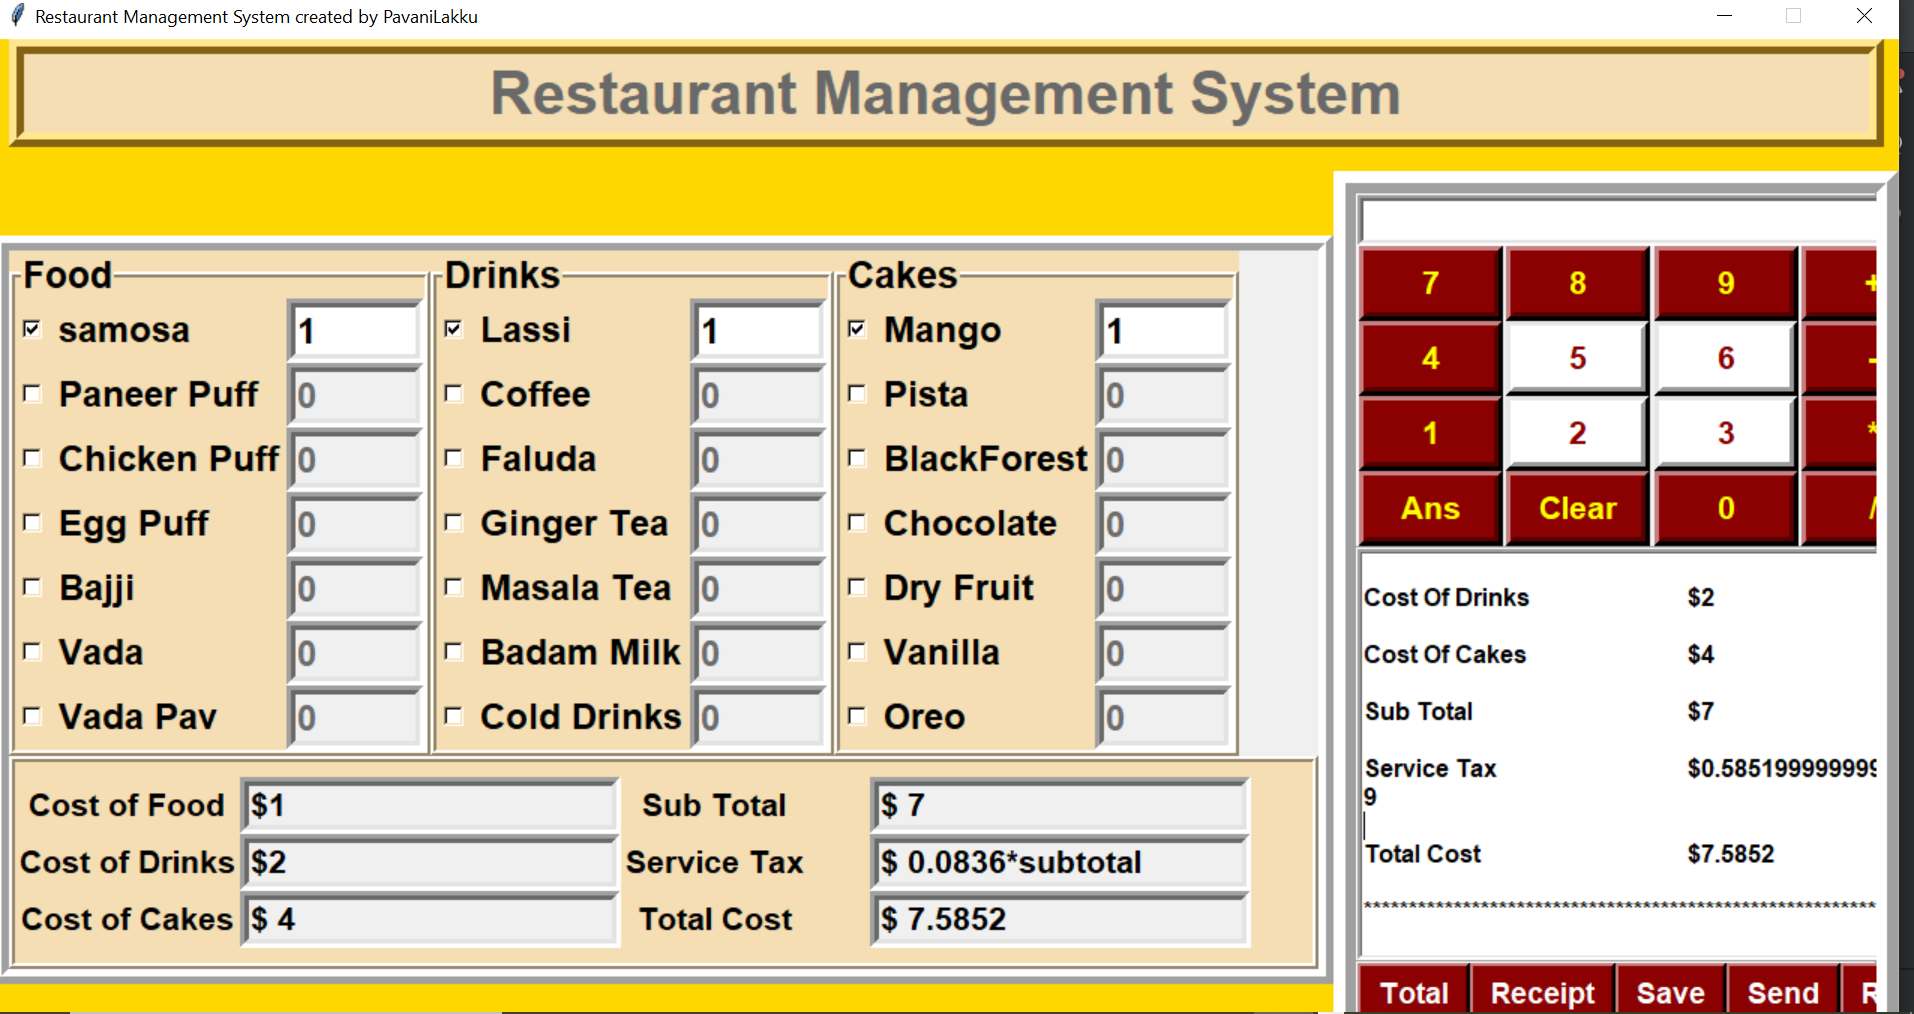 Restaurant Management System created by PavaniLakku
Restaurant Management System
Food
samosa 1
Paneer Puff 0
Chicken Puff 0
Egg Puff 0
Bajji 0
Vada 0
Vada Pav 0
Drinks
Lassi 1
Coffee 0
Faluda 0
Ginger Tea 0
Masala Tea 0
Badam Milk 0
Cold Drinks 0
Cakes
Mango 1
Pista 0
BlackForest 0
Chocolate 0
Dry Fruit 0
Vanilla 0
Oreo 0
Cost of Food $1
Cost of Drinks $2
Cost of Cakes $ 4
Sub Total $ 7
Service Tax $ 0.0836*subtotal
Total Cost $ 7.5852
7 8 9 +
4 5 6 -
1 2 3 *
Ans Clear 0 /
Cost Of Drinks $2
Cost Of Cakes $4
Sub Total $7
Service Tax $0.585199999999
9
Total Cost $7.5852
Total Receipt Save Send